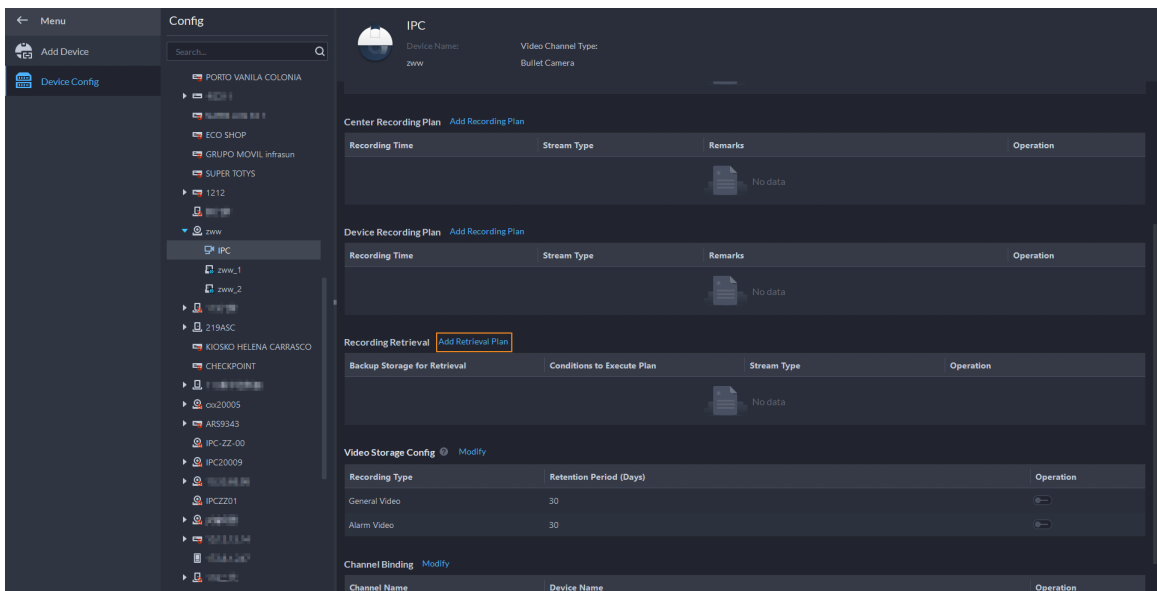 Menu
Add Device
Device Config
Config
Search...
PORTO VANILA COLONIA
ECO SHOP
GRUPO MOVIL infrasun
SUPER TOTYS
1212
zww
IPC
zww_1
zww_2
219ASC
KIOSKO HELENA CARRASCO
CHECKPOINT
ARS9343
IPC-ZZ-00
IPC20009
IPCZZ01
IPC
Device Name: Video Channel Type:
zww Bullet Camera
Center Recording Plan Add Recording Plan
Recording Time Stream Type Remarks Operation
No data
Device Recording Plan Add Recording Plan
Recording Time Stream Type Remarks Operation
No data
Recording Retrieval Add Retrieval Plan
Backup Storage for Retrieval Conditions to Execute Plan Stream Type Operation
No data
Video Storage Config Modify
Recording Type Retention Period (Days) Operation
General Video 30
Alarm Video 30
Channel Binding Modify
Channel Name Device Name Operation